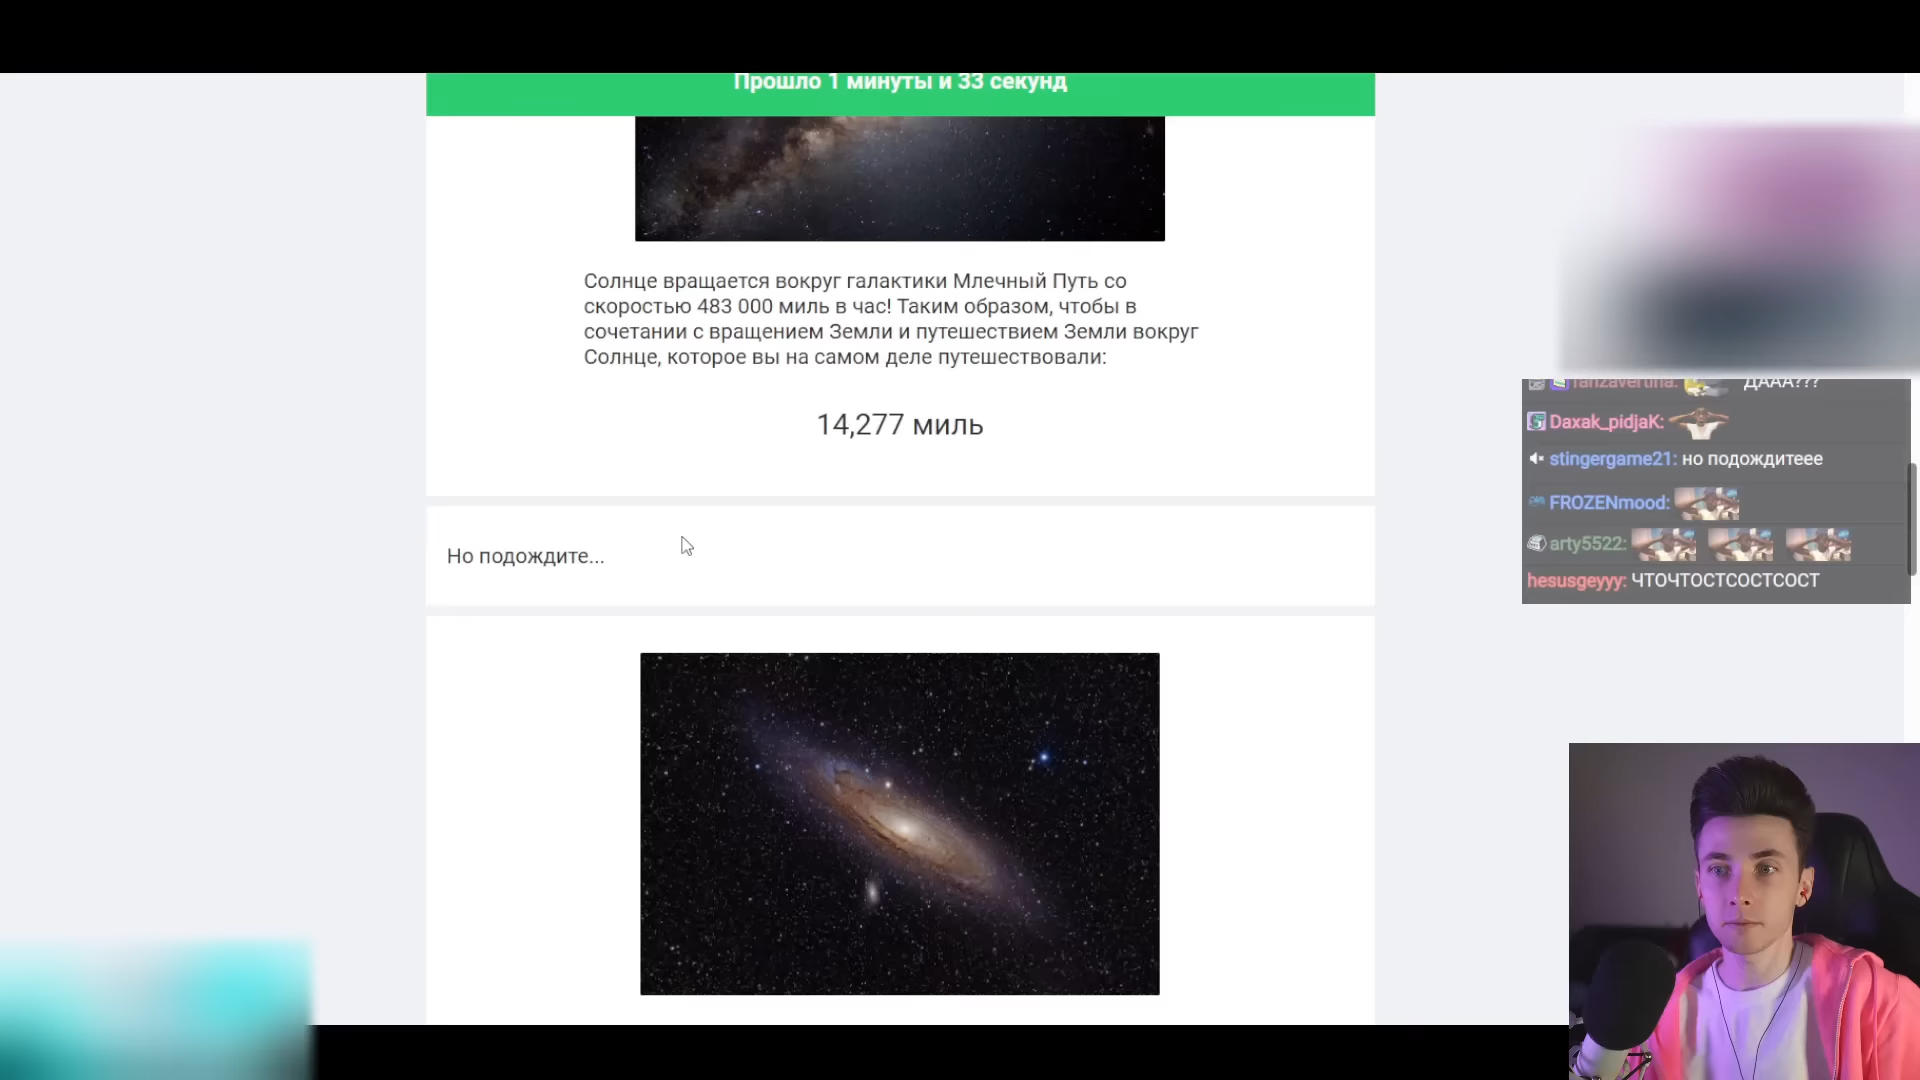 Прошло 1 минуты и 33 секунд
Солнце вращается вокруг галактики Млечный Путь со
скоростью 483 000 миль в час! Таким образом, чтобы в
сочетании с вращением Земли и путешествием Земли вокруг
Солнце, которое вы на самом деле путешествовали:
14,277 миль
Но подождите...
ДААА???
Daxak_pidjaK:
stingergame21: но подождитеее
FROZENmood:
arty5522:
hesusgeyyy: ЧТОЧТОСТСОСТСОСТ